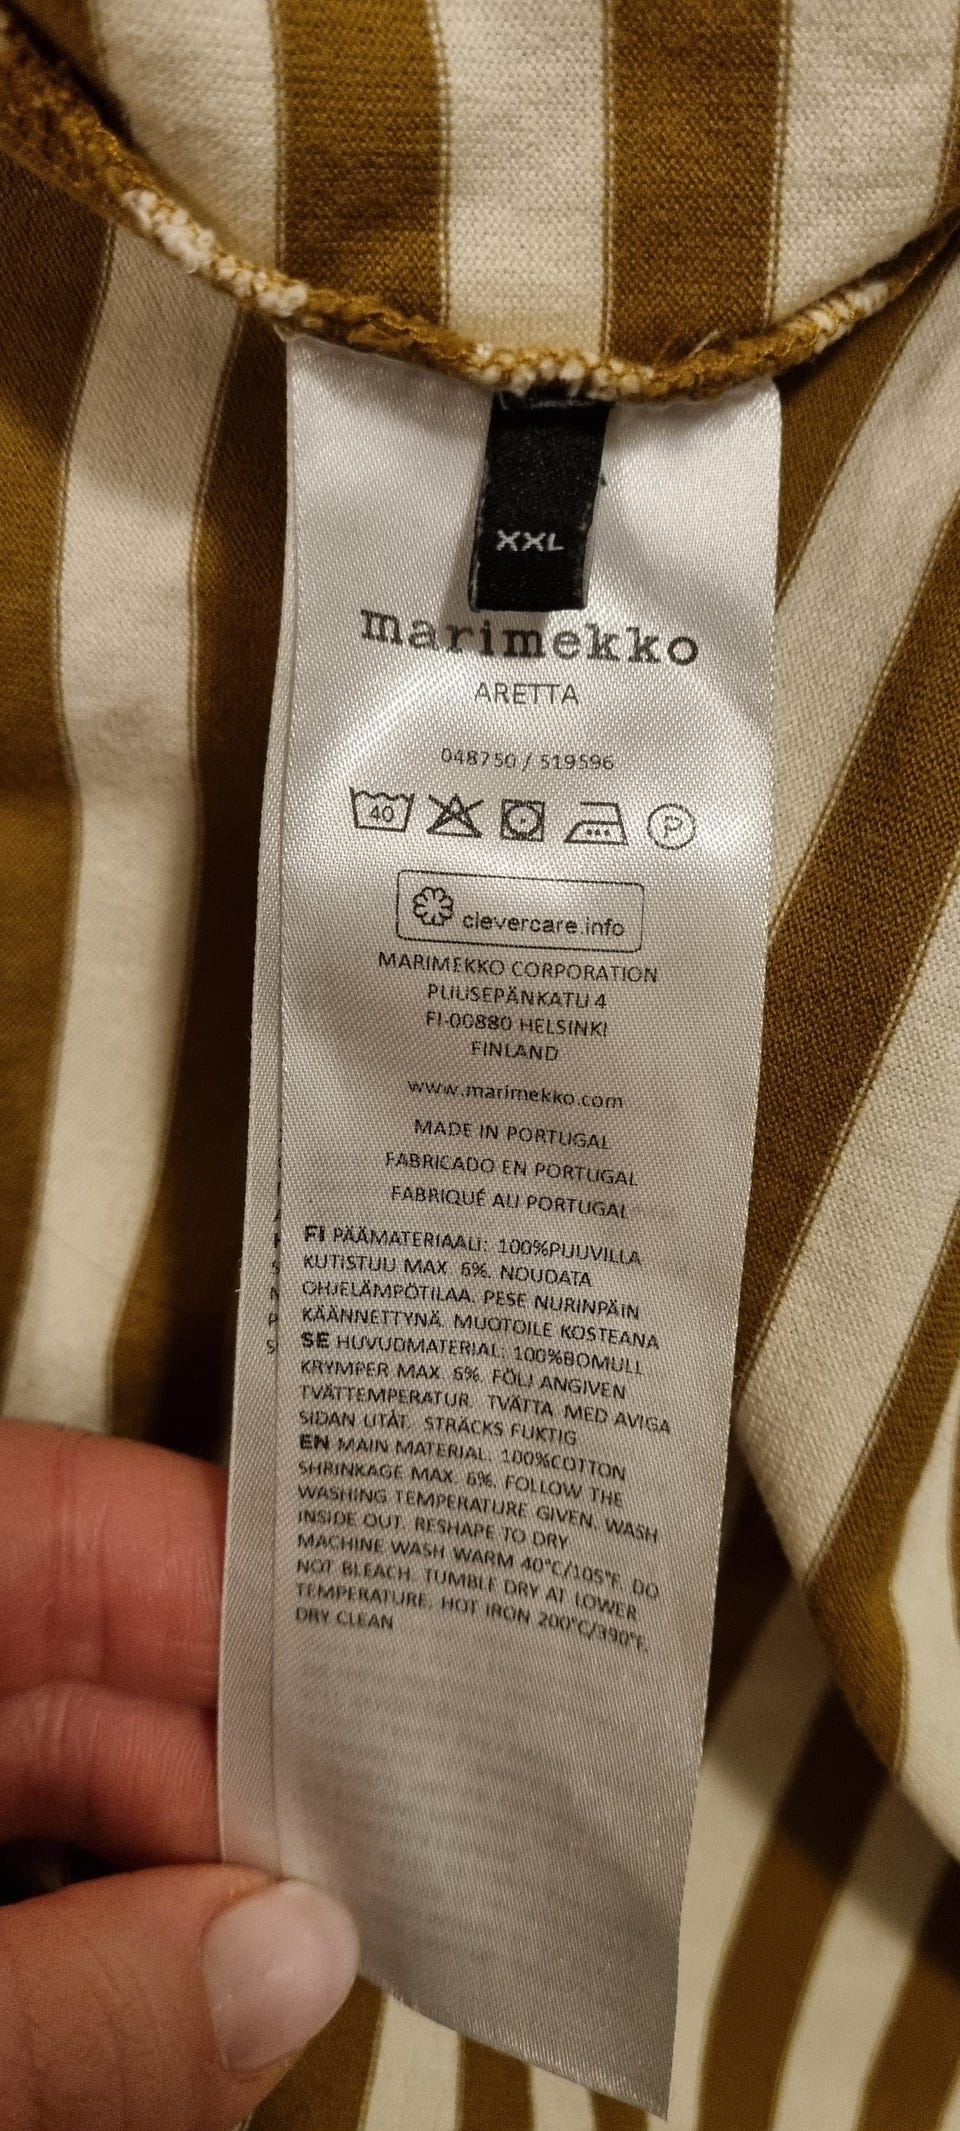 XXL
marimekko
ARETTA
048750 / 519596
40 P
clevercare.info
MARIMEKKO CORPORATION
PUUSEPÄNKATU 4
FI-00880 HELSINKI
FINLAND
www.marimekko.com
MADE IN PORTUGAL
FABRICADO EN PORTUGAL
FABRIQUÉ AU PORTUGAL
FI PÄÄMATERIAALI: 100%PUUVILLA
KUTISTUU MAX. 6%. NOUDATA
OHJELÄMPÖTILAA. PESE NURINPÄIN
KÄÄNNETTYNÄ. MUOTOILE KOSTEANA
SE HUVUDMATERIAL: 100%BOMULL
KRYMPER MAX. 6%. FÖLJ ANGIVEN
TVÄTTEMPERATUR. TVÄTTA MED AVIGA
SIDAN UTÅT. STRÄCKS FUKTIG
EN MAIN MATERIAL: 100%COTTON
SHRINKAGE MAX. 6%. FOLLOW THE
WASHING TEMPERATURE GIVEN. WASH
INSIDE OUT. RESHAPE TO DRY
MACHINE WASH WARM 40°C/105°F. DO
NOT BLEACH. TUMBLE DRY AT LOWER
TEMPERATURE. HOT IRON 200°C/390°F.
DRY CLEAN